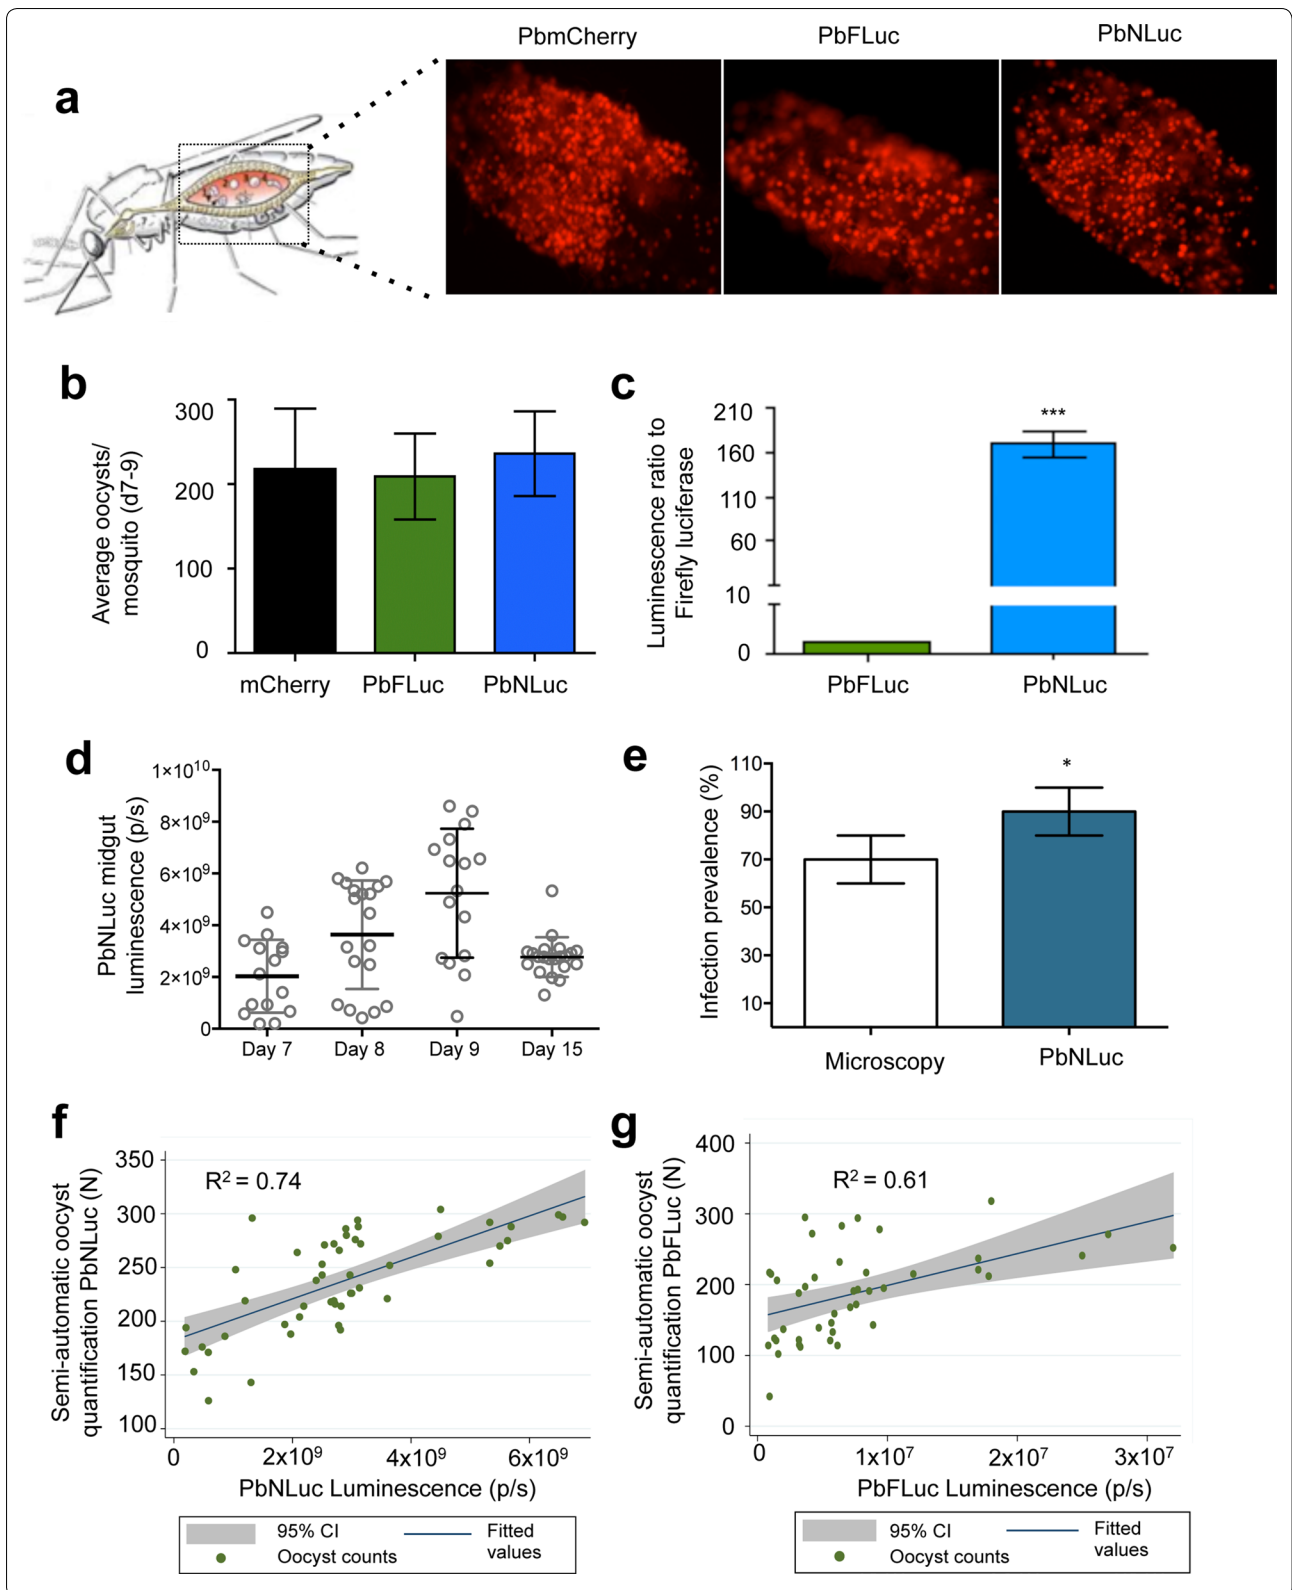 a
PbmCherry
PbFLuc
PbNLuc
b
Average oocysts/
mosquito (d7-9)
300
200
100
0
mCherry
PbFLuc
PbNLuc
c
Luminescence ratio to
Firefly luciferase
210
160
110
60
10
0
***
PbFLuc
PbNLuc
d
PbNLuc midgut
luminescence (p/s)
1×10¹⁰
8×10⁹
6×10⁹
4×10⁹
2×10⁹
0
Day 7
Day 8
Day 9
Day 15
e
Infection prevalence (%)
110
90
70
50
30
10
*
Microscopy
PbNLuc
f
Semi-automatic oocyst
quantification PbNLuc (N)
350
300
250
200
150
100
R² = 0.74
0
2x10⁹
4x10⁹
6x10⁹
PbNLuc Luminescence (p/s)
95% CI
Fitted
values
Oocyst counts
g
Semi-automatic oocyst
quantification PbFLuc (N)
400
300
200
100
0
R² = 0.61
0
1x10⁷
2x10⁷
3x10⁷
PbFLuc Luminescence (p/s)
95% CI
Fitted
values
Oocyst counts